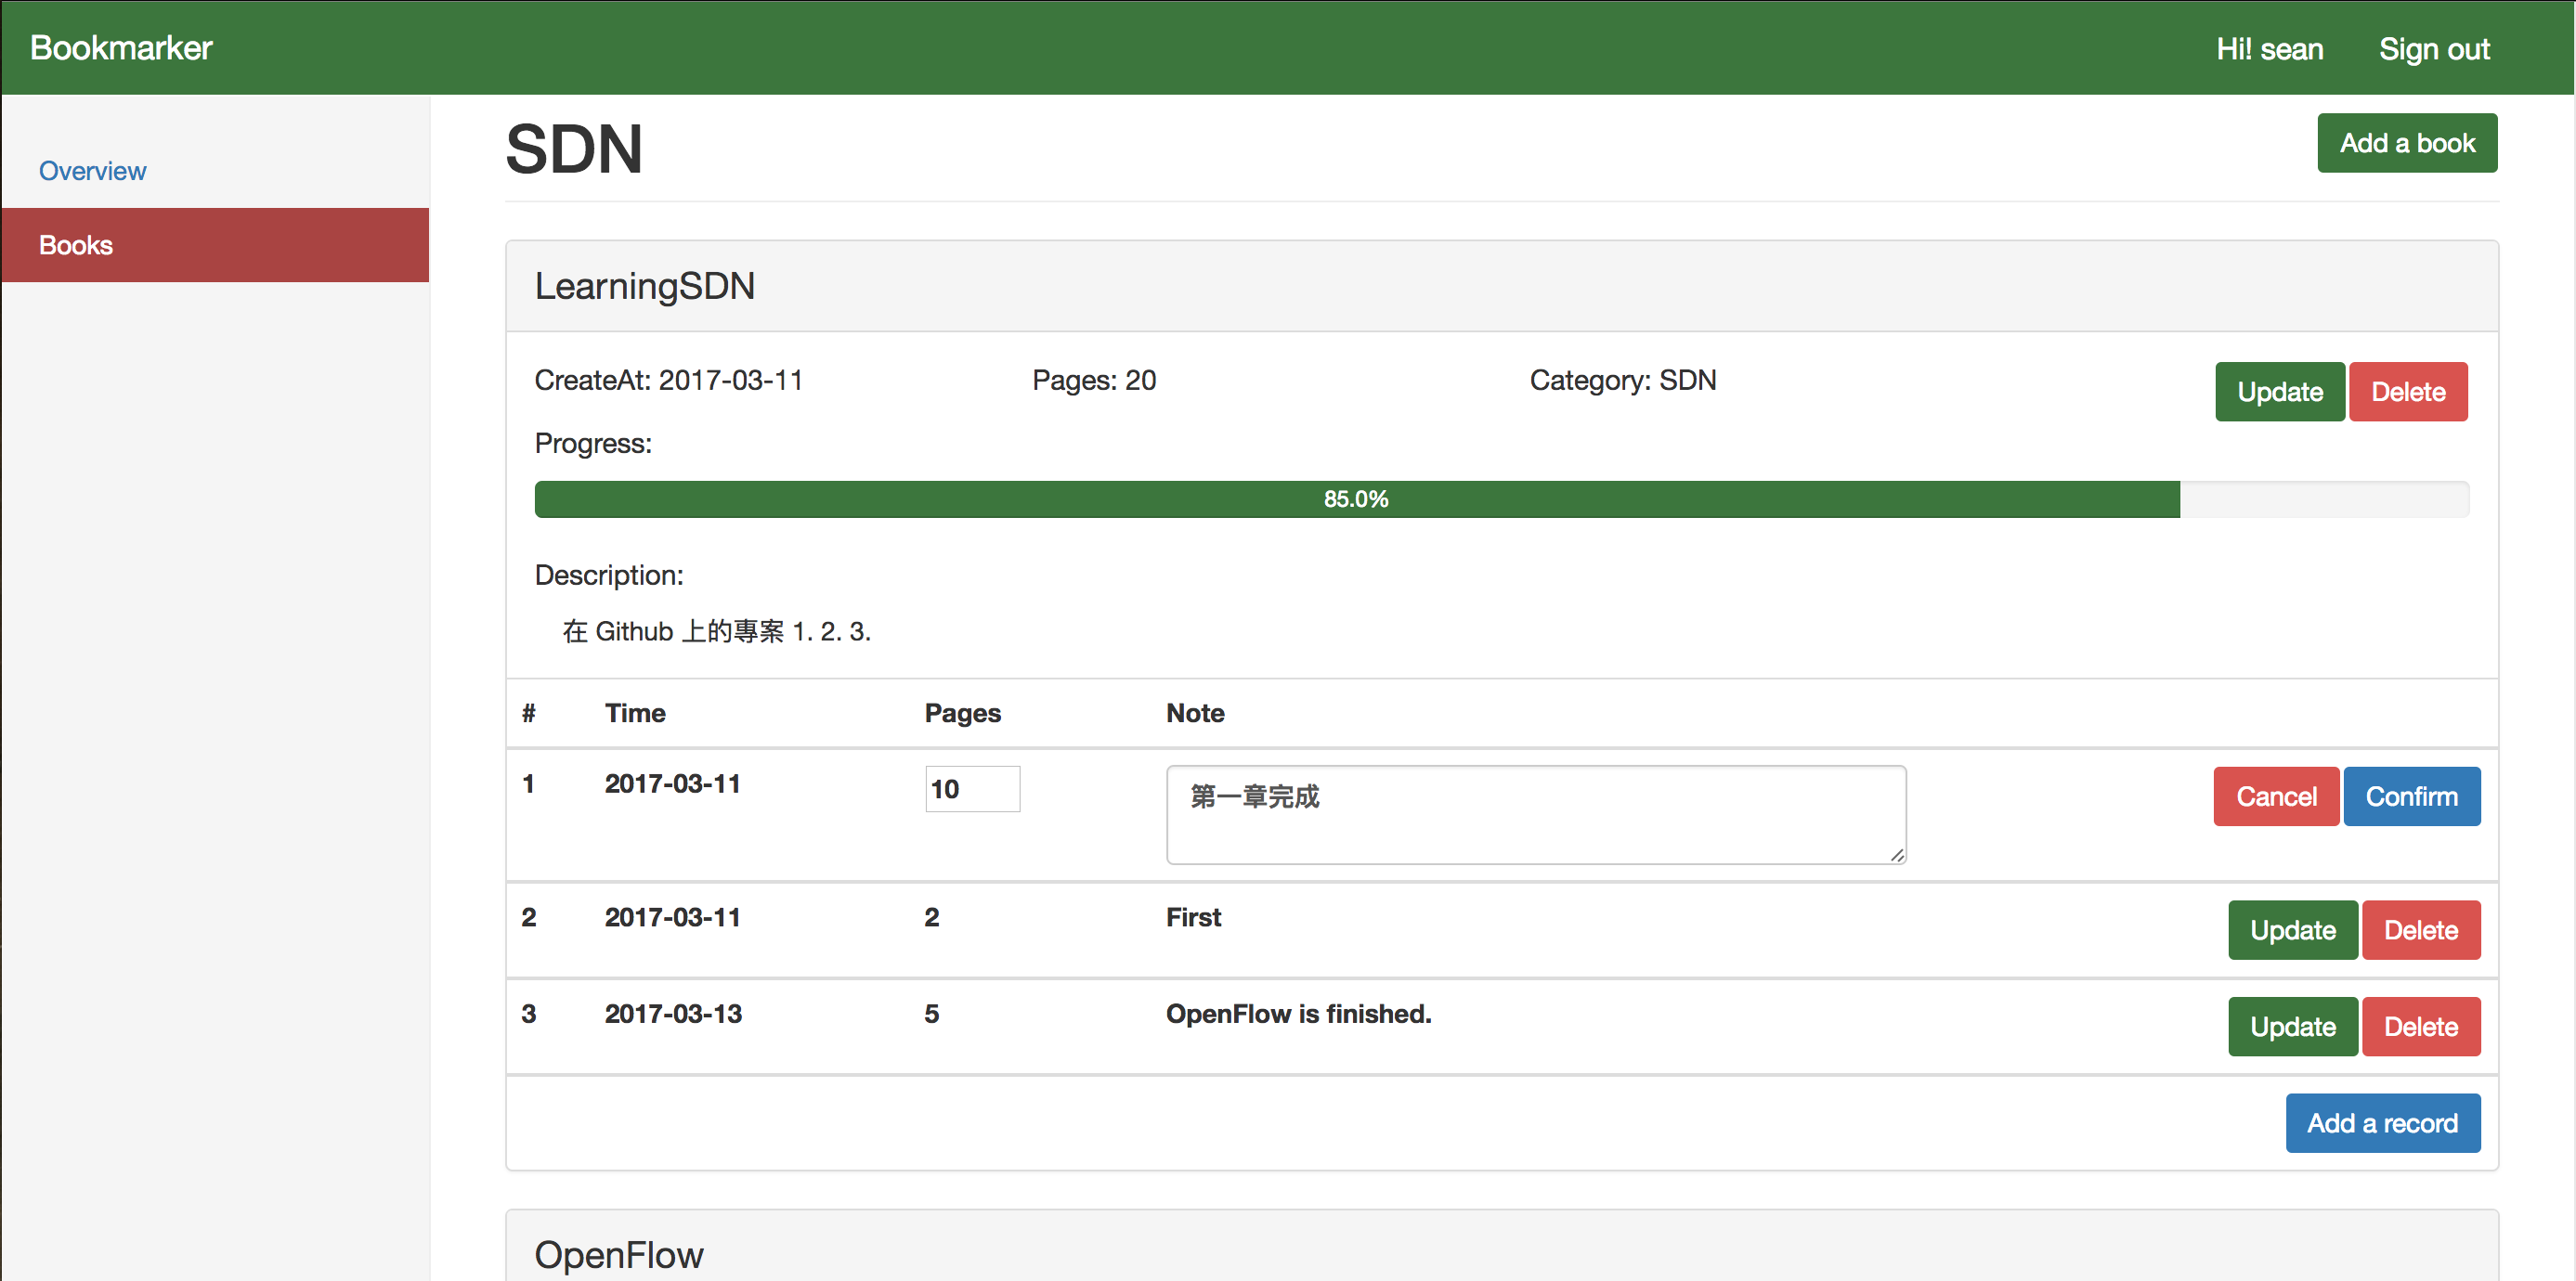 Bookmarker Hi! sean Sign out
Overview
Books
SDN Add a book
LearningSDN
CreateAt: 2017-03-11 Pages: 20 Category: SDN Update Delete
Progress:
85.0%
Description:
在 Github 上的專案 1. 2. 3.
# Time Pages Note
1 2017-03-11 10 第一章完成 Cancel Confirm
2 2017-03-11 2 First Update Delete
3 2017-03-13 5 OpenFlow is finished. Update Delete
Add a record
OpenFlow